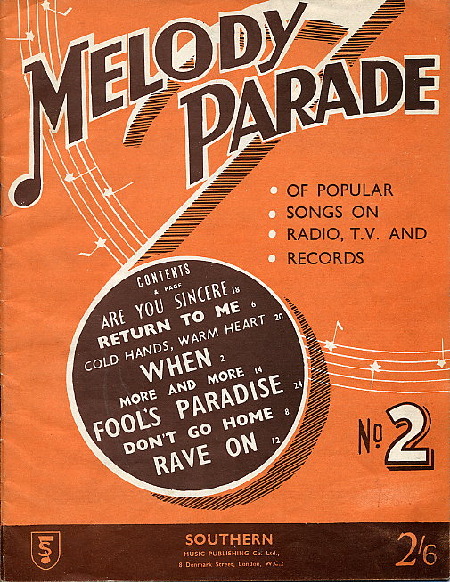 MELODY
PARADE
• OF POPULAR
• SONGS ON
• RADIO, T.V. AND
• RECORDS
CONTENTS
& PAGE
ARE YOU SINCERE 18
RETURN TO ME 6
COLD HANDS, WARM HEART 20
WHEN 2
MORE AND MORE 14
FOOL'S PARADISE 24
DON'T GO HOME 8
RAVE ON 12
No 2
SOUTHERN
MUSIC PUBLISHING Co. Ltd.,
8 Denmark Street, London, W.C.2
2/6